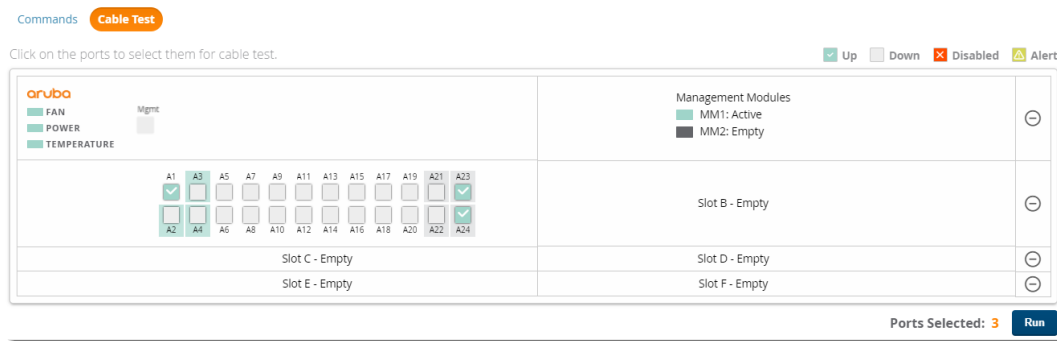 Commands Cable Test
Click on the ports to select them for cable test.
Up Down Disabled Alert
aruba
FAN
POWER
TEMPERATURE
Mgmt
Management Modules
MM1: Active
MM2: Empty
A1 A3 A5 A7 A9 A11 A13 A15 A17 A19 A21 A23
A2 A4 A6 A8 A10 A12 A14 A16 A18 A20 A22 A24
Slot B - Empty
Slot C - Empty Slot D - Empty
Slot E - Empty Slot F - Empty
Ports Selected: 3 Run